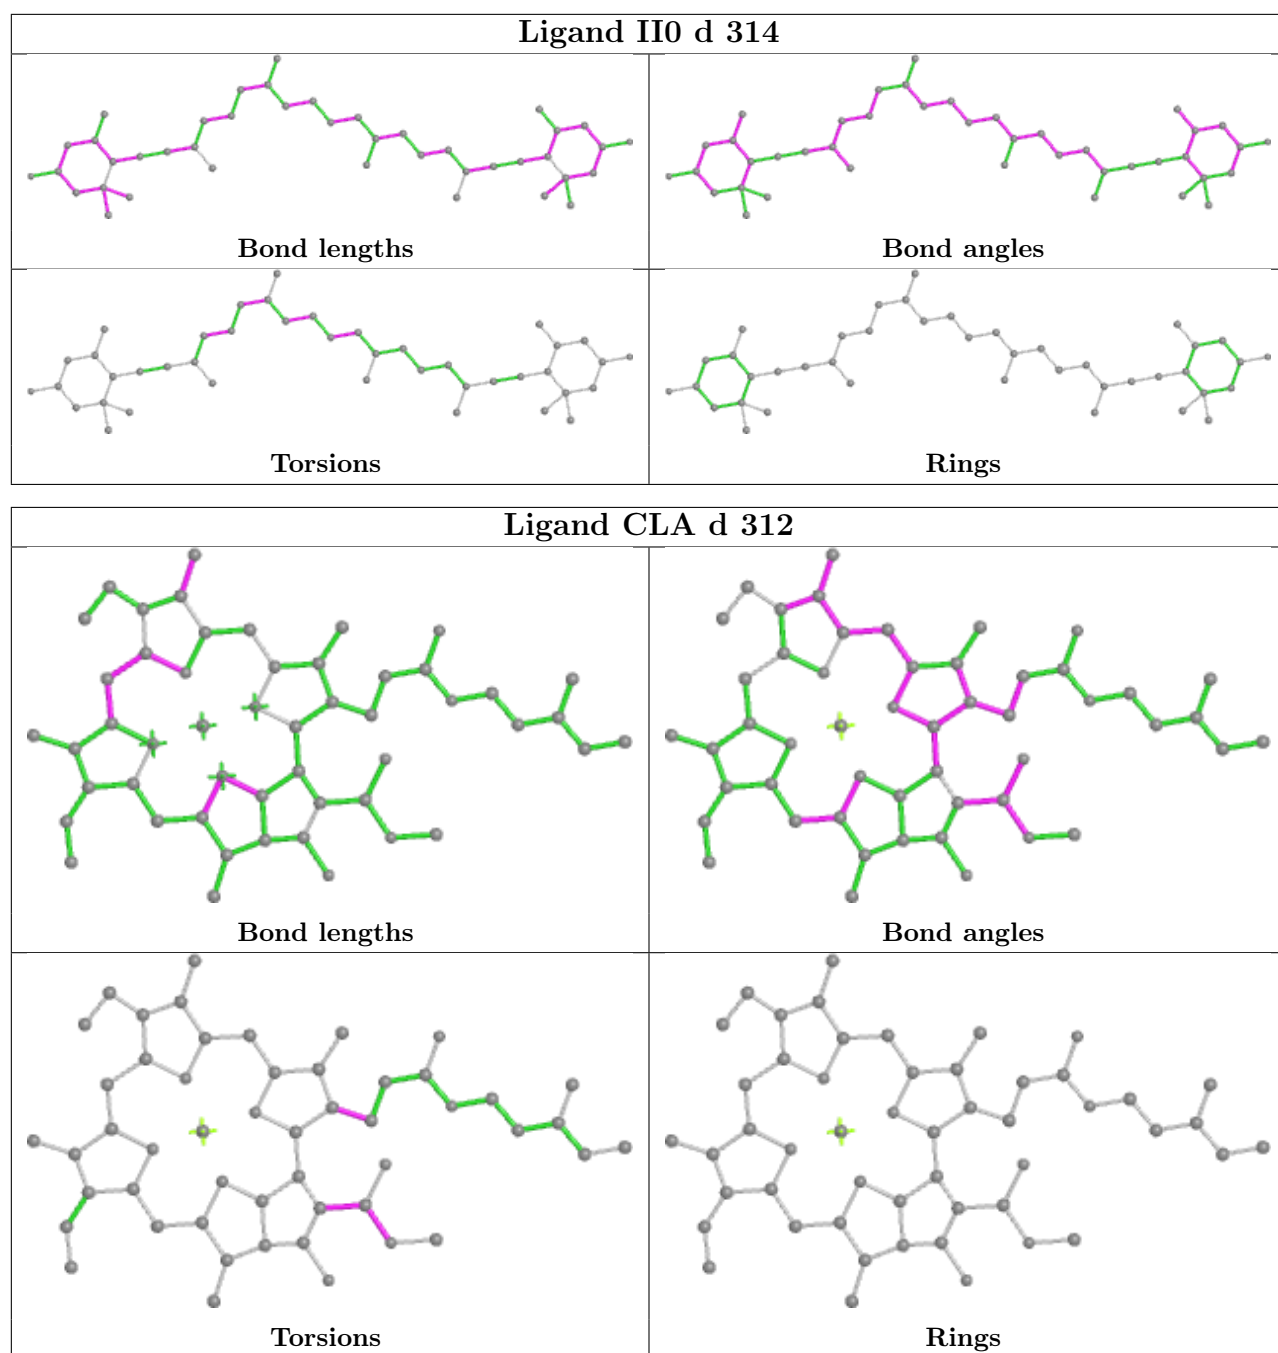 Ligand II0 d 314
Bond lengths
Bond angles
Torsions
Rings
Ligand CLA d 312
Bond lengths
Bond angles
Torsions
Rings